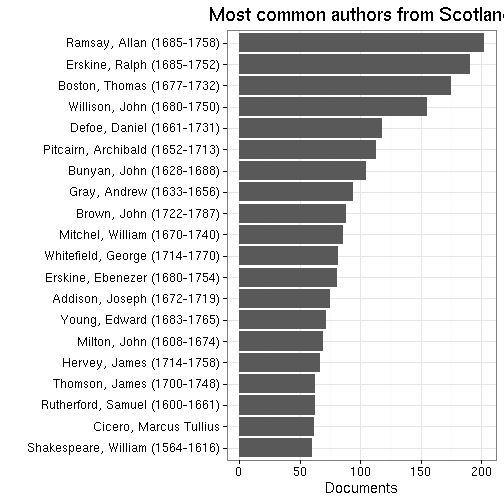 Most common authors from Scotlan
Ramsay, Allan (1685-1758)
Erskine, Ralph (1685-1752)
Boston, Thomas (1677-1732)
Willison, John (1680-1750)
Defoe, Daniel (1661-1731)
Pitcairn, Archibald (1652-1713)
Bunyan, John (1628-1688)
Gray, Andrew (1633-1656)
Brown, John (1722-1787)
Mitchel, William (1670-1740)
Whitefield, George (1714-1770)
Erskine, Ebenezer (1680-1754)
Addison, Joseph (1672-1719)
Young, Edward (1683-1765)
Milton, John (1608-1674)
Hervey, James (1714-1758)
Thomson, James (1700-1748)
Rutherford, Samuel (1600-1661)
Cicero, Marcus Tullius
Shakespeare, William (1564-1616)
0 50 100 150 200
Documents